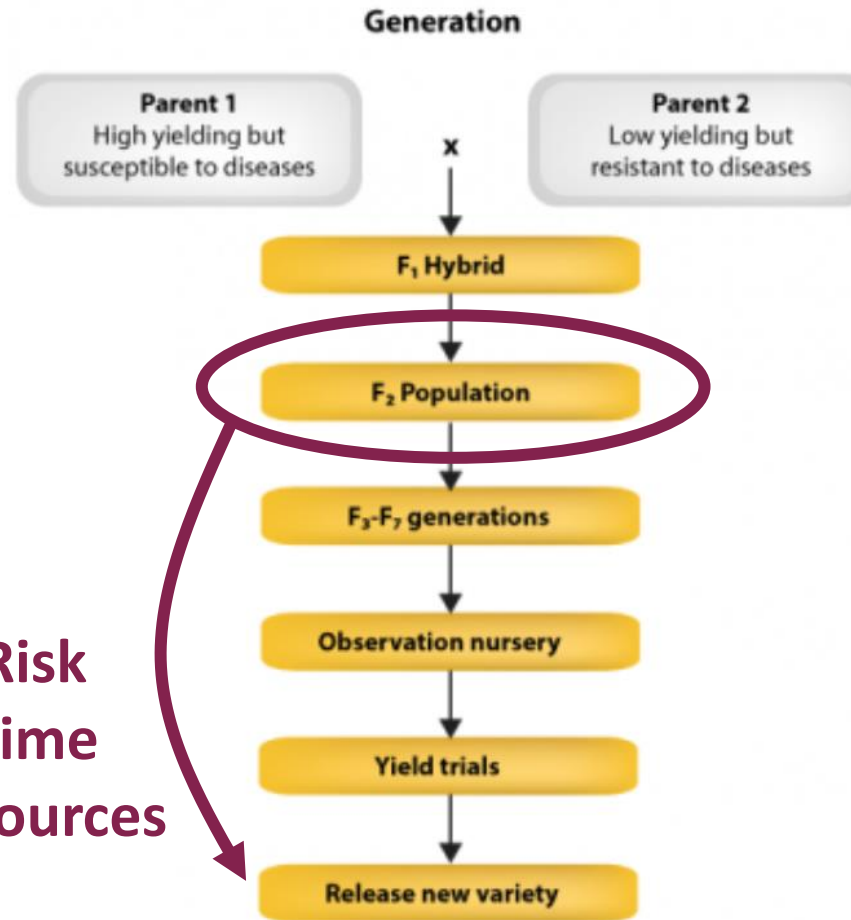 Generation
Parent 1
High yielding but
susceptible to diseases
x
Parent 2
Low yielding but
resistant to diseases
F₁ Hybrid
F₂ Population
F₃-F₇ generations
Observation nursery
Risk
ime
ources
Yield trials
Release new variety